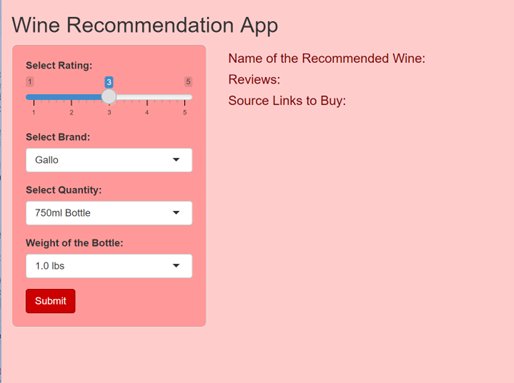 Wine Recommendation App
Select Rating:
1 3 5
1 2 3 4 5
Select Brand:
Gallo
Select Quantity:
750ml Bottle
Weight of the Bottle:
1.0 lbs
Submit
Name of the Recommended Wine:
Reviews:
Source Links to Buy: